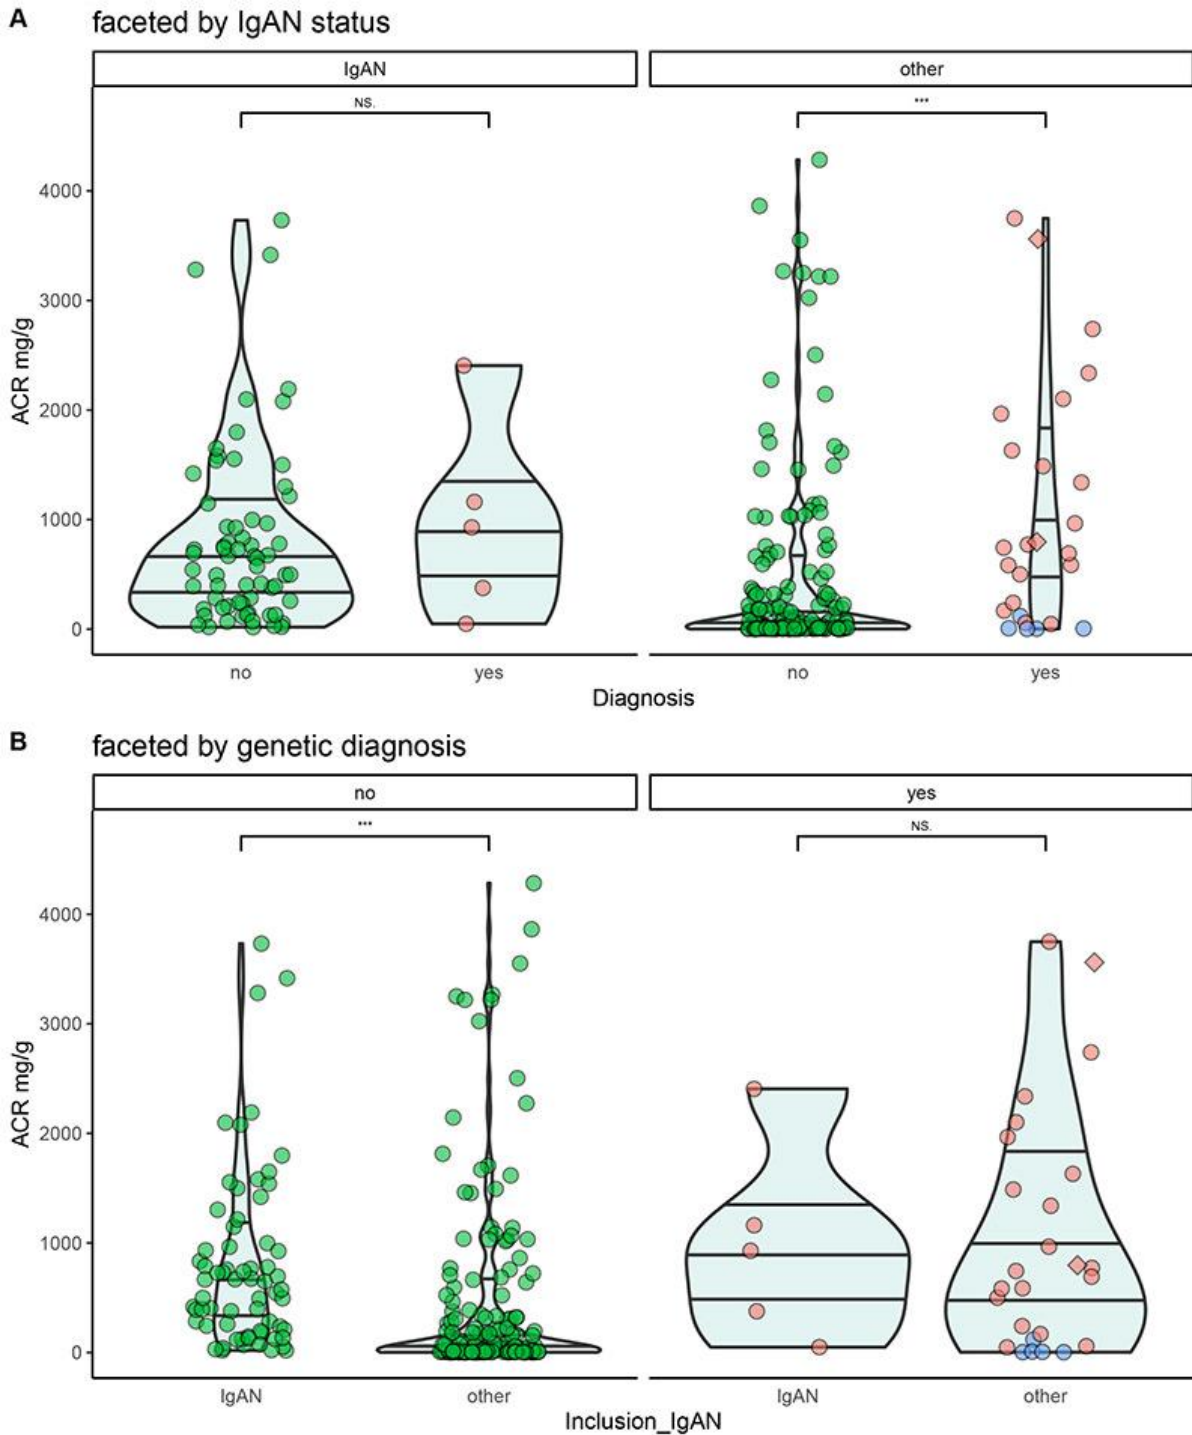 A faceted by IgAN status
IgAN other
NS. ***
4000
3000
2000
1000
0
ACR mg/g
no yes no yes
Diagnosis
B faceted by genetic diagnosis
no yes
*** NS.
4000
3000
2000
1000
0
ACR mg/g
IgAN other IgAN other
Inclusion_IgAN